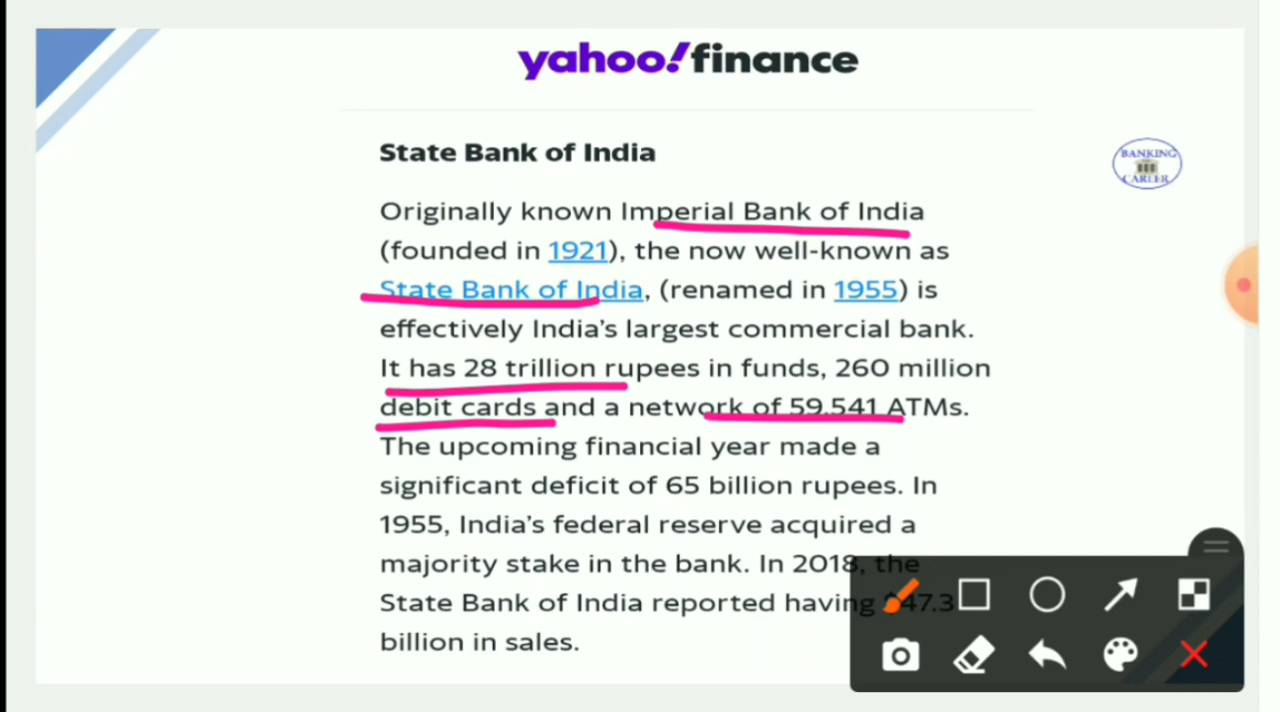 yahoo!finance
State Bank of India
BANKING
CAREER
Originally known Imperial Bank of India
(founded in 1921), the now well-known as
State Bank of India, (renamed in 1955) is
effectively India's largest commercial bank.
It has 28 trillion rupees in funds, 260 million
debit cards and a network of 59,541 ATMs.
The upcoming financial year made a
significant deficit of 65 billion rupees. In
1955, India's federal reserve acquired a
majority stake in the bank. In 2018, the
State Bank of India reported having $47.3
billion in sales.